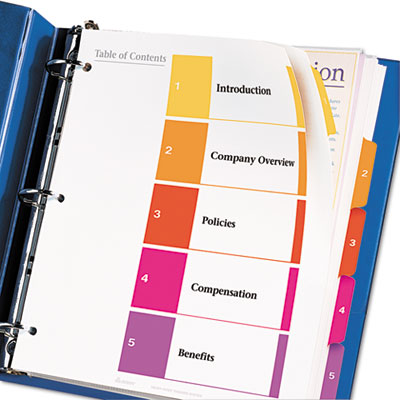 Table of Contents
ion
1
Introduction
2
Company Overview
3
Policies
4
Compensation
5
Benefits
2
3
4
5